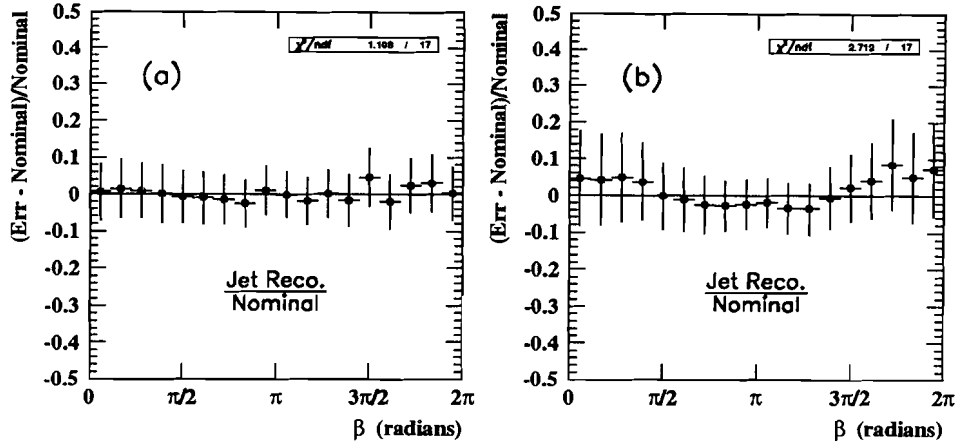 (Err - Nominal)/Nominal
0.5
0.4
0.3
0.2
0.1
0
-0.1
-0.2
-0.3
-0.4
-0.5
(a)
χ²/ndf 1.108 / 17
Jet Reco.
Nominal
0 π/2 π 3π/2 2π
β (radians)
(Err - Nominal)/Nominal
0.5
0.4
0.3
0.2
0.1
0
-0.1
-0.2
-0.3
-0.4
-0.5
(b)
χ²/ndf 2.712 / 17
Jet Reco.
Nominal
0 π/2 π 3π/2 2π
β (radians)